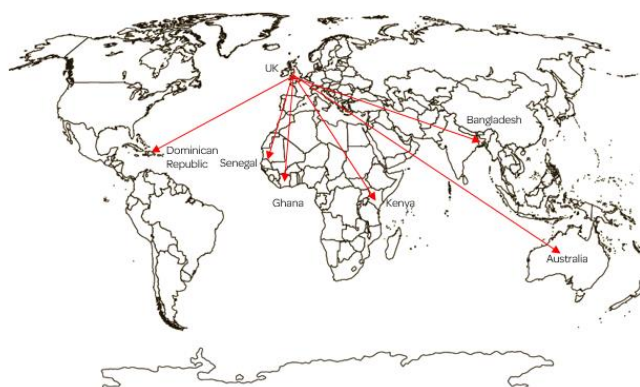 UK
Bangladesh
Dominican
Republic
Senegal
Ghana
Kenya
Australia